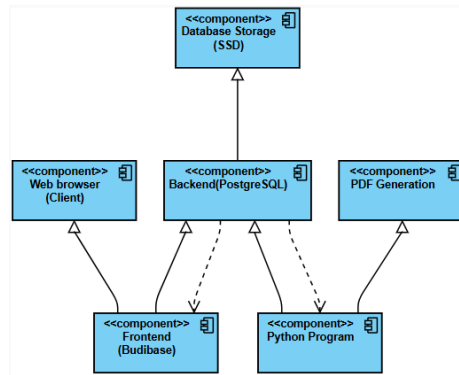 <<component>>
Database Storage
(SSD)
<<component>>
Web browser
(Client)
<<component>>
Backend(PostgreSQL)
<<component>>
PDF Generation
<<component>>
Frontend
(Budibase)
<<component>>
Python Program